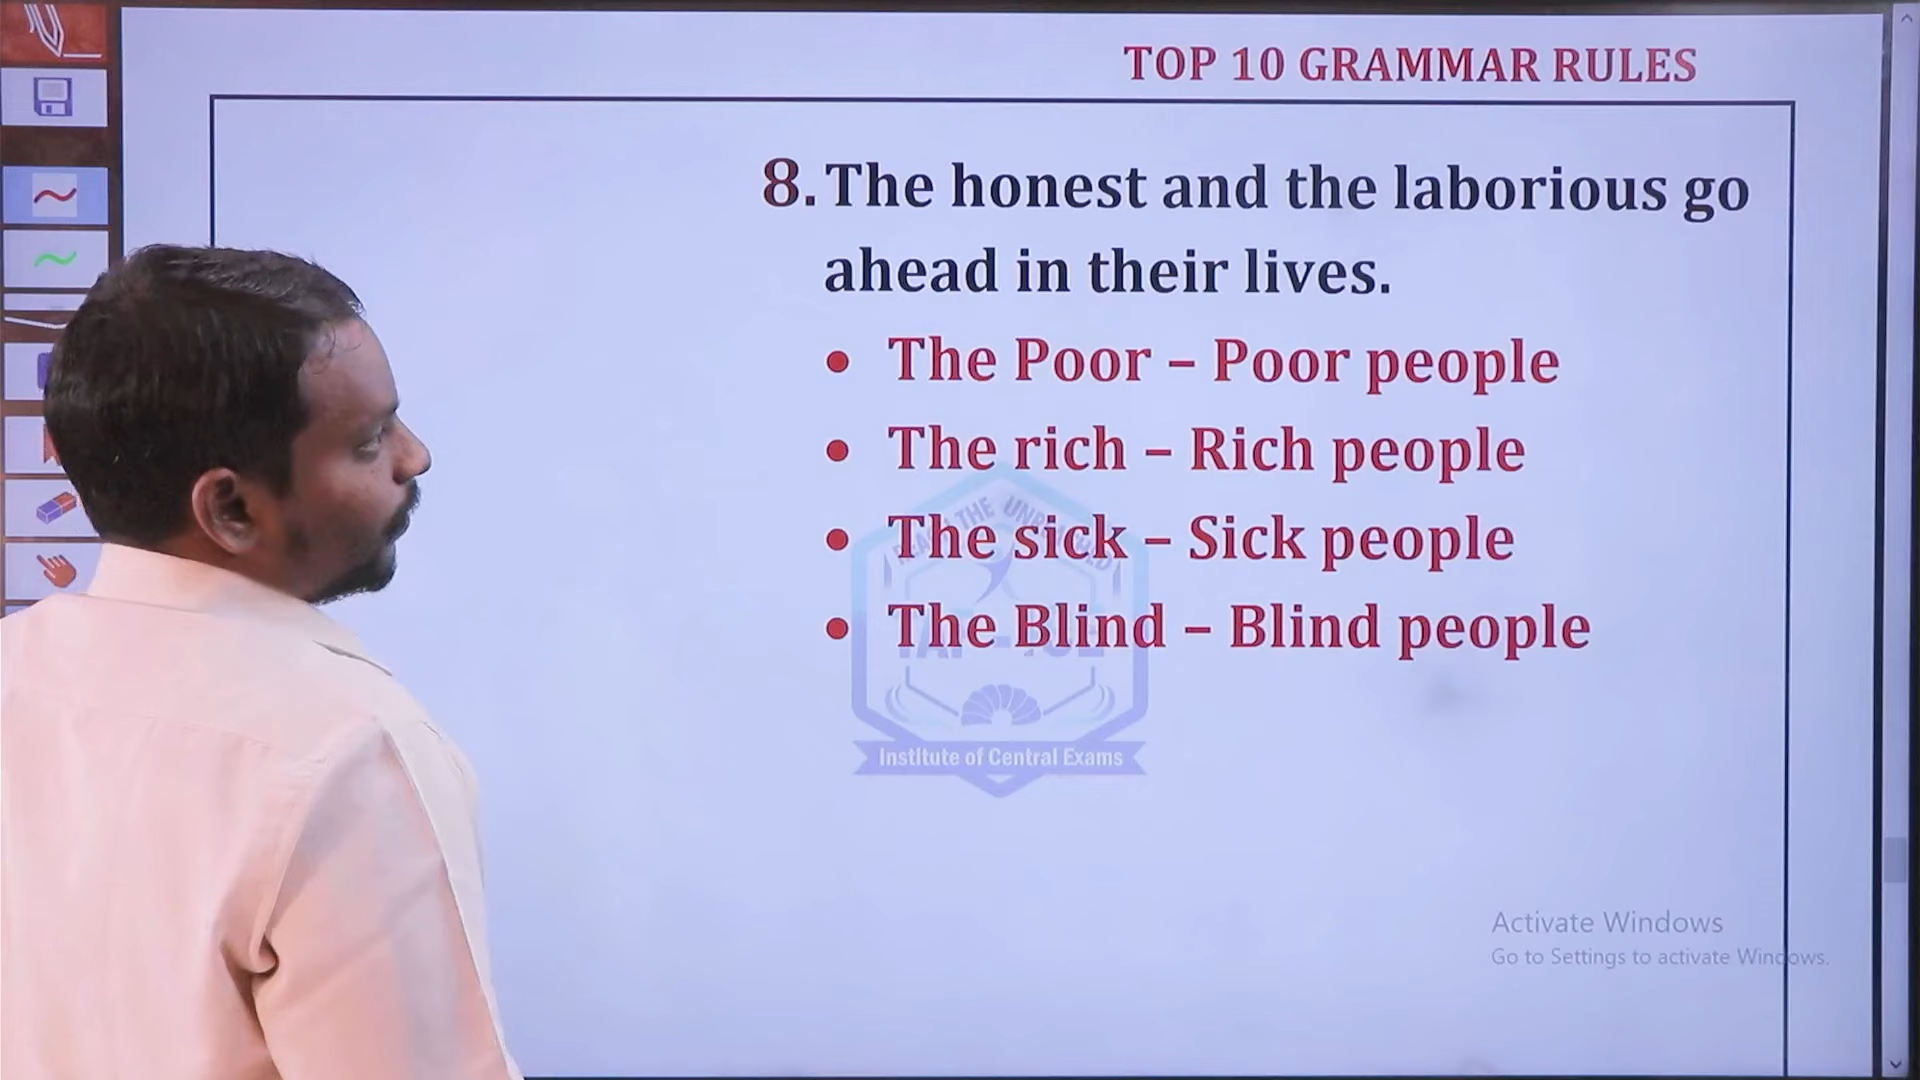 TOP 10 GRAMMAR RULES
8. The honest and the laborious go
ahead in their lives.
• The Poor – Poor people
• The rich – Rich people
• The sick – Sick people
• The Blind – Blind people
THE
Institute of Central Exams
Activate Windows
Go to Settings to activate Windows.